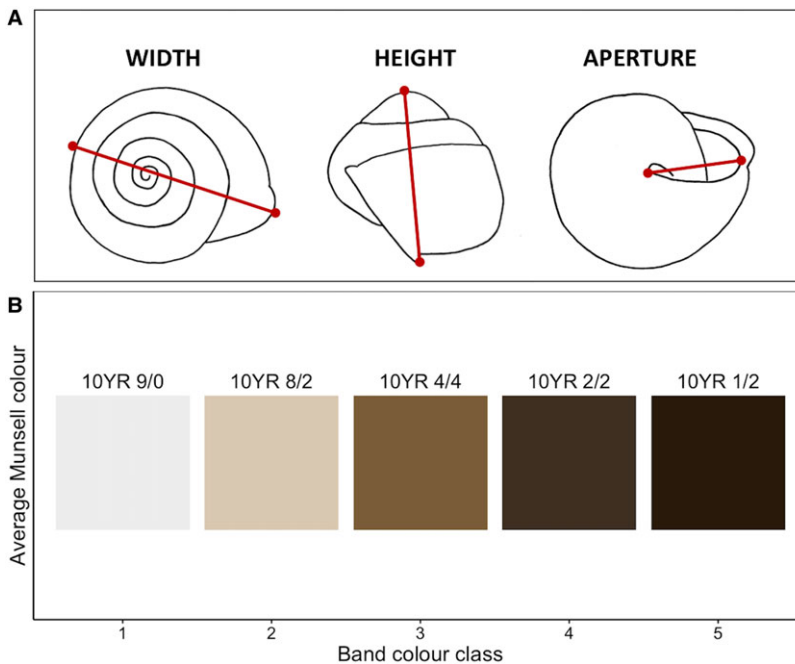 A
WIDTH HEIGHT APERTURE
B
Average Munsell colour
10YR 9/0 10YR 8/2 10YR 4/4 10YR 2/2 10YR 1/2
1 2 3 4 5
Band colour class